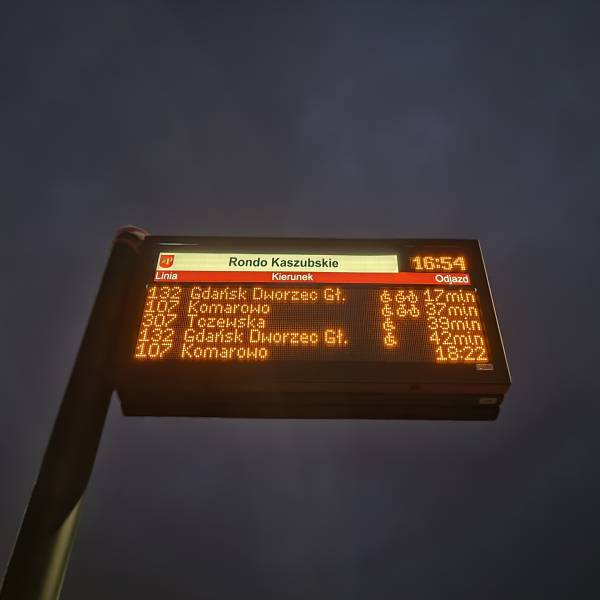 Rondo Kaszubskie 16:54
Linia Kierunek Odjazd
132 Gdańsk Dworzec Gł. 17min
107 Komarowo 37min
307 Tczewska 39min
132 Gdańsk Dworzec Gł. 42min
107 Komarowo 18:22